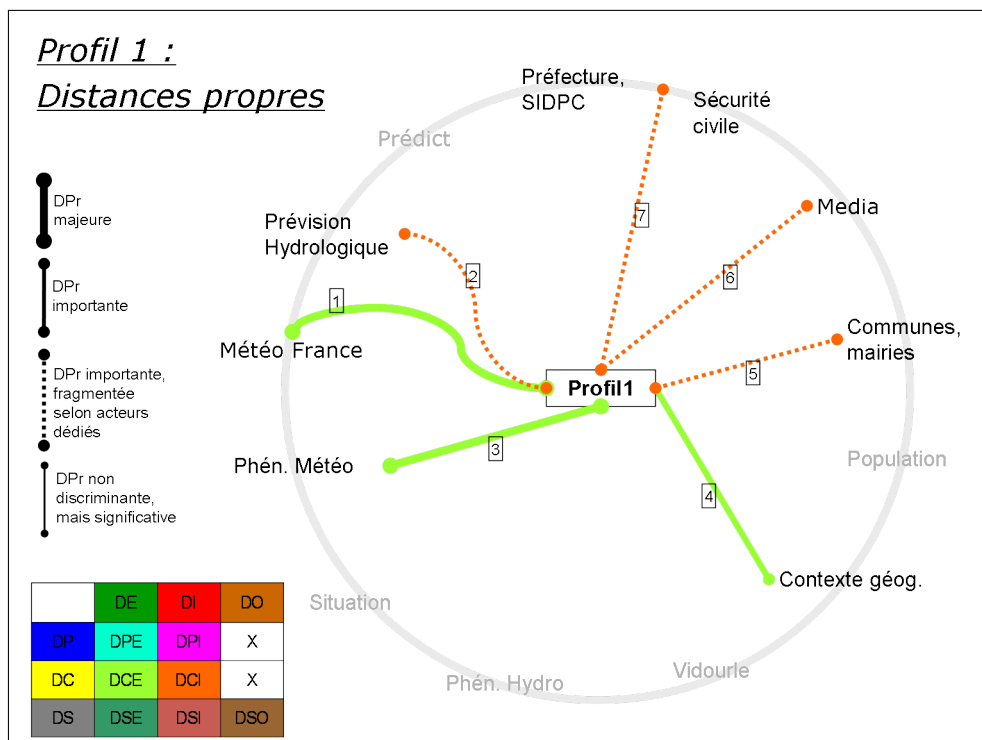 Profil 1 :
Distances propres
Préfecture,
SIDPC
Sécurité
civile
Prédict
DPr
majeure
Prévision
Hydrologique
Media
7
2
6
DPr
importante
1
Météo France
Communes,
mairies
DPr importante,
fragmentée
selon acteurs
dédiés
Profil1
5
3
Phén. Météo
Population
DPr non
discriminante,
mais significative
4
Contexte géog.
Situation
Vidourle
Phén. Hydro
DE DI DO
DP DPE DPI X
DC DCE DCI X
DS DSE DSI DSO